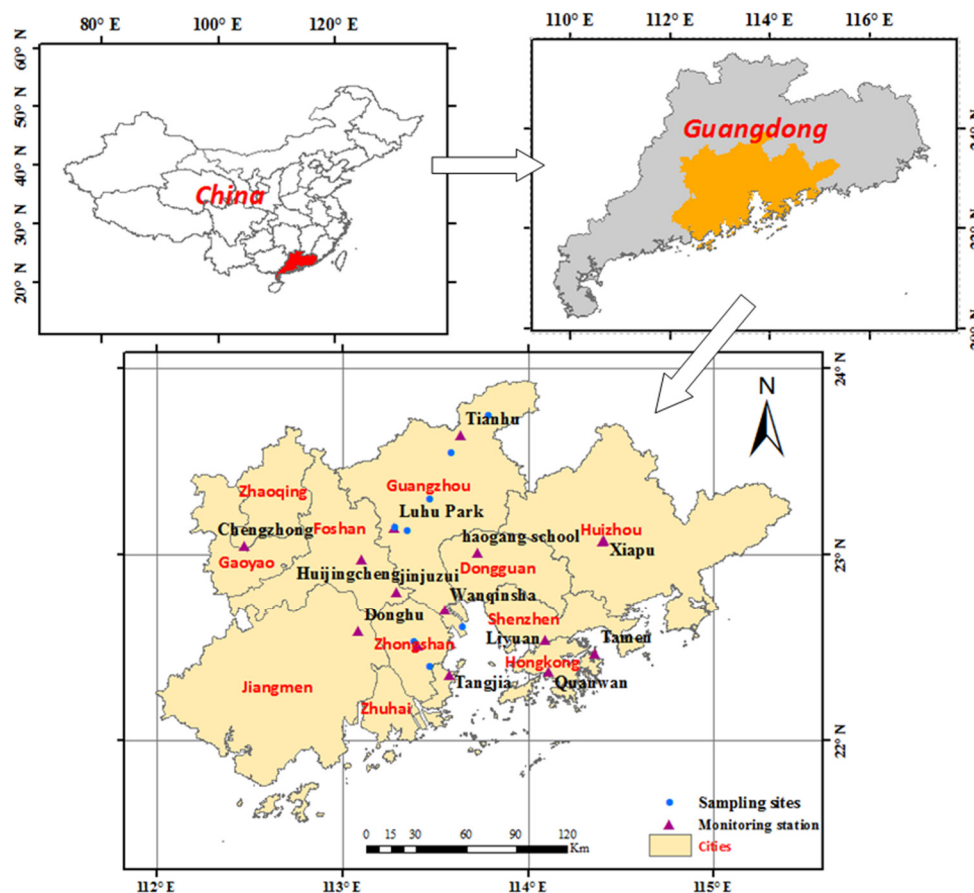 80° E 100° E 120° E
60° N
50° N
40° N
30° N
20° N
China
110° E 112° E 114° E 116° E
Guangdong
N
24° N
23° N
22° N
Tianhu
Zhaoqing
Guangzhou
Luhu Park
Chengzhong
Foshan
haogang school
Huizhou
Xiapu
Gaoyao
Dongguan
Huijingcheng
jinjuzui
Wanqinsha
Donghu
Shenzhen
Zhongshan
Liyuan
Tamen
Hongkong
Jiangmen
Tangjia
Quanwan
Zhuhai
Sampling sites
Monitoring station
Cities
0 15 30 60 90 120
Km
112° E 113° E 114° E 115° E